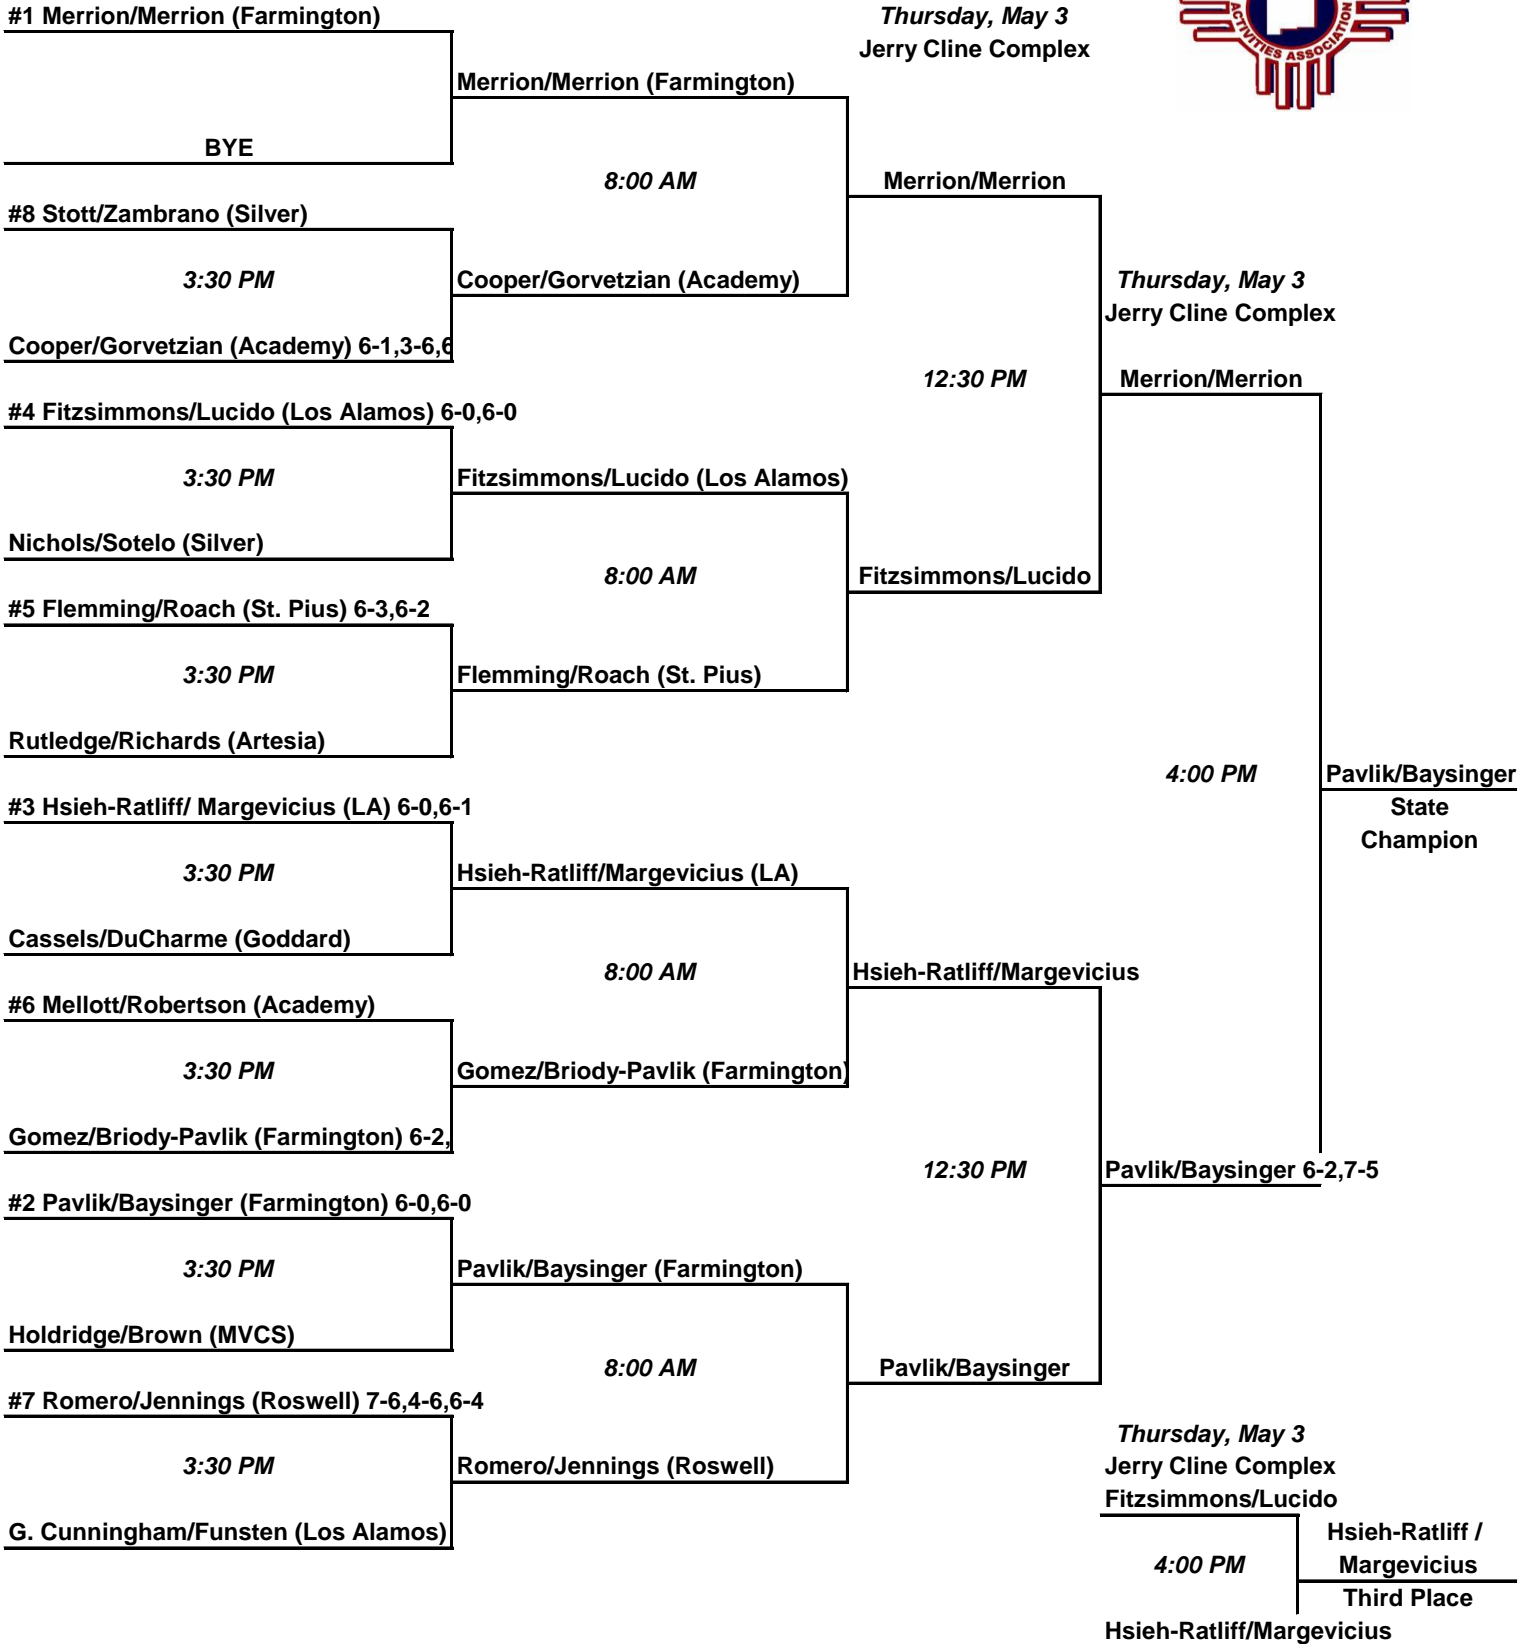 #1 Merrion/Merrion (Farmington)
Thursday, May 3
Jerry Cline Complex
ACTIVITIES ASSOCIATION
Merrion/Merrion (Farmington)
BYE
8:00 AM
Merrion/Merrion
#8 Stott/Zambrano (Silver)
3:30 PM
Cooper/Gorvetzian (Academy)
Thursday, May 3
Jerry Cline Complex
Cooper/Gorvetzian (Academy) 6-1,3-6,6
12:30 PM
Merrion/Merrion
#4 Fitzsimmons/Lucido (Los Alamos) 6-0,6-0
3:30 PM
Fitzsimmons/Lucido (Los Alamos)
Nichols/Sotelo (Silver)
8:00 AM
Fitzsimmons/Lucido
#5 Flemming/Roach (St. Pius) 6-3,6-2
3:30 PM
Flemming/Roach (St. Pius)
Rutledge/Richards (Artesia)
4:00 PM
Pavlik/Baysinger
State
Champion
#3 Hsieh-Ratliff/ Margevicius (LA) 6-0,6-1
3:30 PM
Hsieh-Ratliff/Margevicius (LA)
Cassels/DuCharme (Goddard)
8:00 AM
Hsieh-Ratliff/Margevicius
#6 Mellott/Robertson (Academy)
3:30 PM
Gomez/Briody-Pavlik (Farmington)
Gomez/Briody-Pavlik (Farmington) 6-2,
12:30 PM
Pavlik/Baysinger 6-2,7-5
#2 Pavlik/Baysinger (Farmington) 6-0,6-0
3:30 PM
Pavlik/Baysinger (Farmington)
Holdridge/Brown (MVCS)
8:00 AM
Pavlik/Baysinger
#7 Romero/Jennings (Roswell) 7-6,4-6,6-4
3:30 PM
Romero/Jennings (Roswell)
G. Cunningham/Funsten (Los Alamos)
Thursday, May 3
Jerry Cline Complex
Fitzsimmons/Lucido
4:00 PM
Hsieh-Ratliff /
Margevicius
Third Place
Hsieh-Ratliff/Margevicius